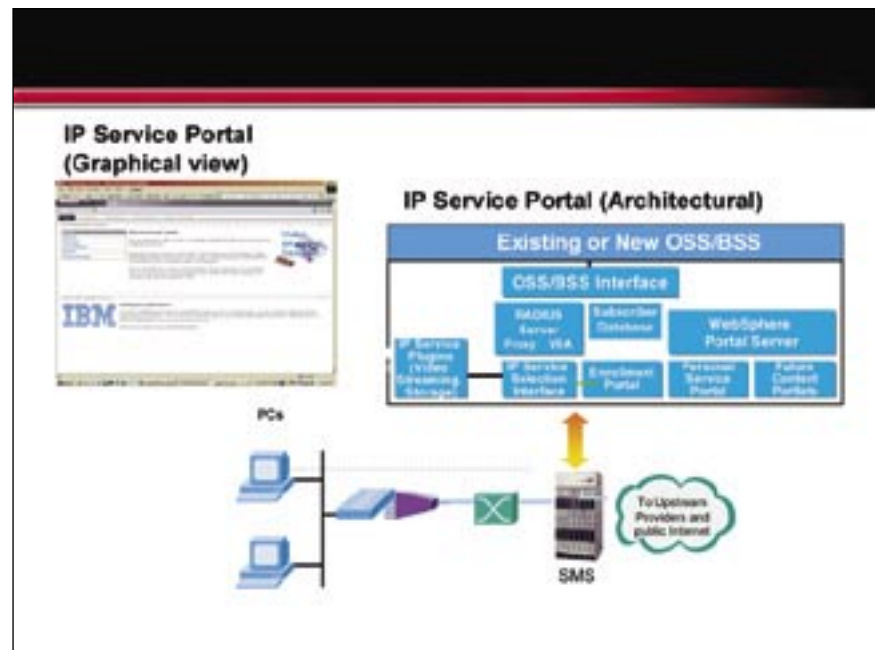 IP Service Portal
(Graphical view)
IBM
IP Service Portal (Architectural)
Existing or New OSS/BSS
OSS/BSS Interface
RADIUS
Server
Proxy VSA
Subscriber
Database
WebSphere
Portal Server
IP Service
Plugins
(Video
Streaming,
Storage)
IP Service
Selection
Interface
Enrollment
Portal
Personal
Service
Portal
Future
Content
Portlets
PCs
To Upstream
Providers and
public Internet
SMS